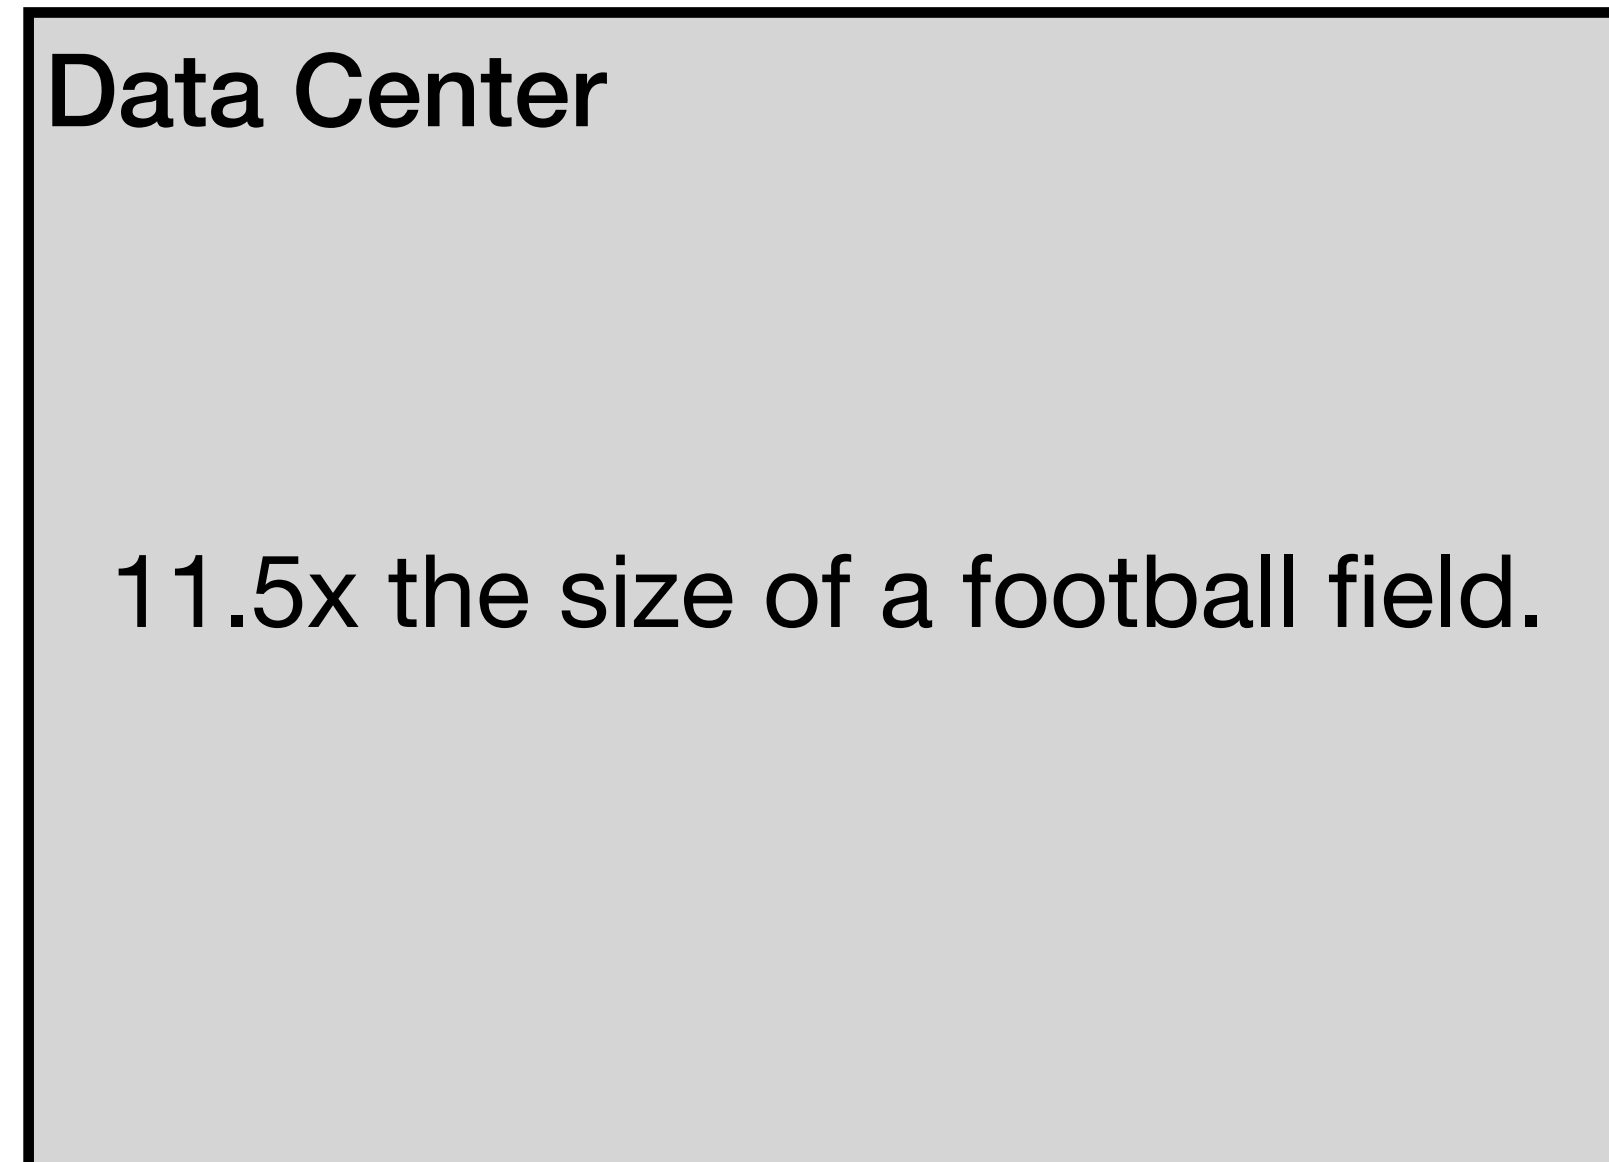 Data Center
11.5x the size of a football field.